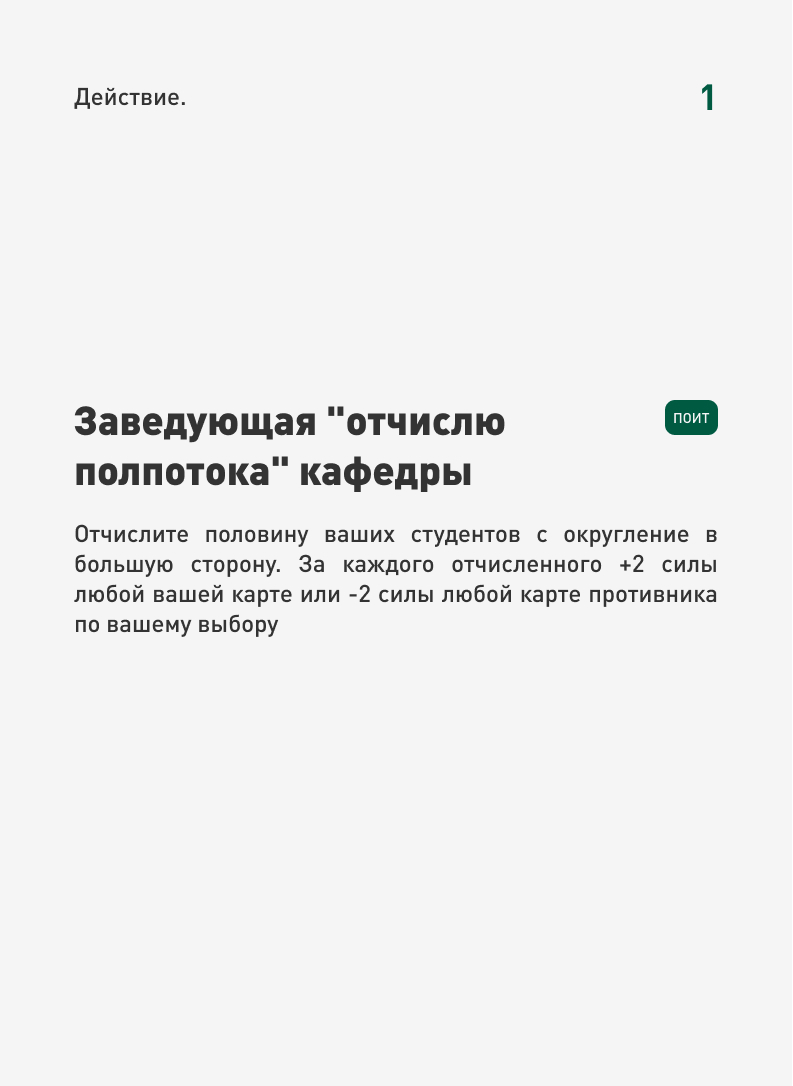 Действие.
1
Заведующая "отчислю
полпотока" кафедры
ПОИТ
Отчислите половину ваших студентов с округление в
большую сторону. За каждого отчисленного +2 силы
любой вашей карте или -2 силы любой карте противника
по вашему выбору